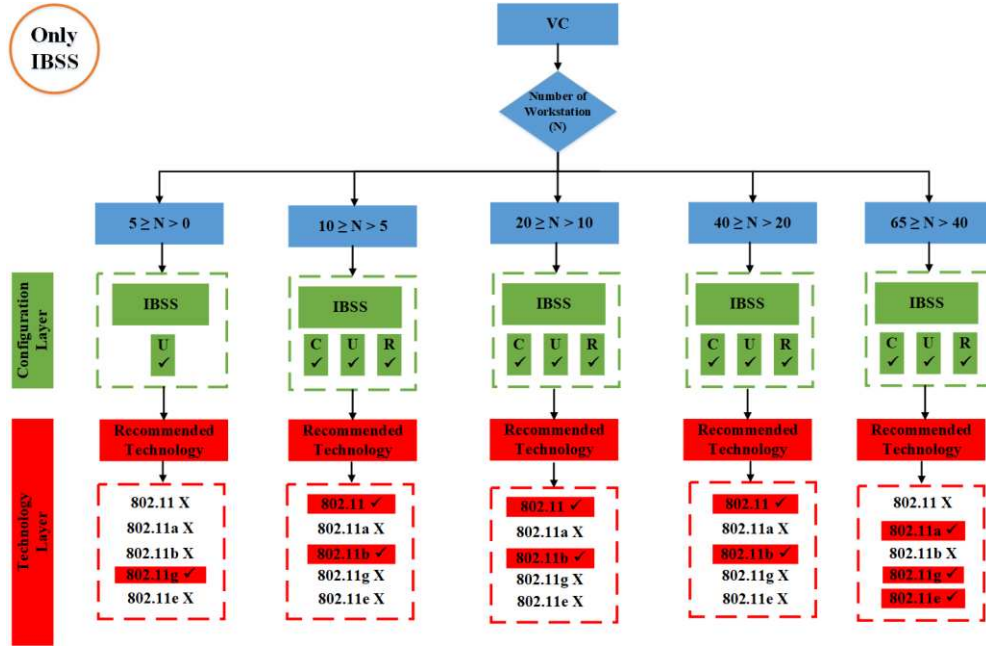 Only
IBSS
VC
Number of
Workstation
(N)
5 ≥ N > 0
10 ≥ N > 5
20 ≥ N > 10
40 ≥ N > 20
65 ≥ N > 40
Configuration
Layer
IBSS
U
✓
IBSS
C U R
✓ ✓ ✓
IBSS
C U R
✓ ✓ ✓
IBSS
C U R
✓ ✓ ✓
IBSS
C U R
✓ ✓ ✓
Technology
Layer
Recommended
Technology
802.11 X
802.11a X
802.11b X
802.11g ✓
802.11e X
Recommended
Technology
802.11 ✓
802.11a X
802.11b ✓
802.11g X
802.11e X
Recommended
Technology
802.11 ✓
802.11a X
802.11b ✓
802.11g X
802.11e X
Recommended
Technology
802.11 ✓
802.11a X
802.11b ✓
802.11g X
802.11e X
Recommended
Technology
802.11 X
802.11a ✓
802.11b X
802.11g ✓
802.11e ✓